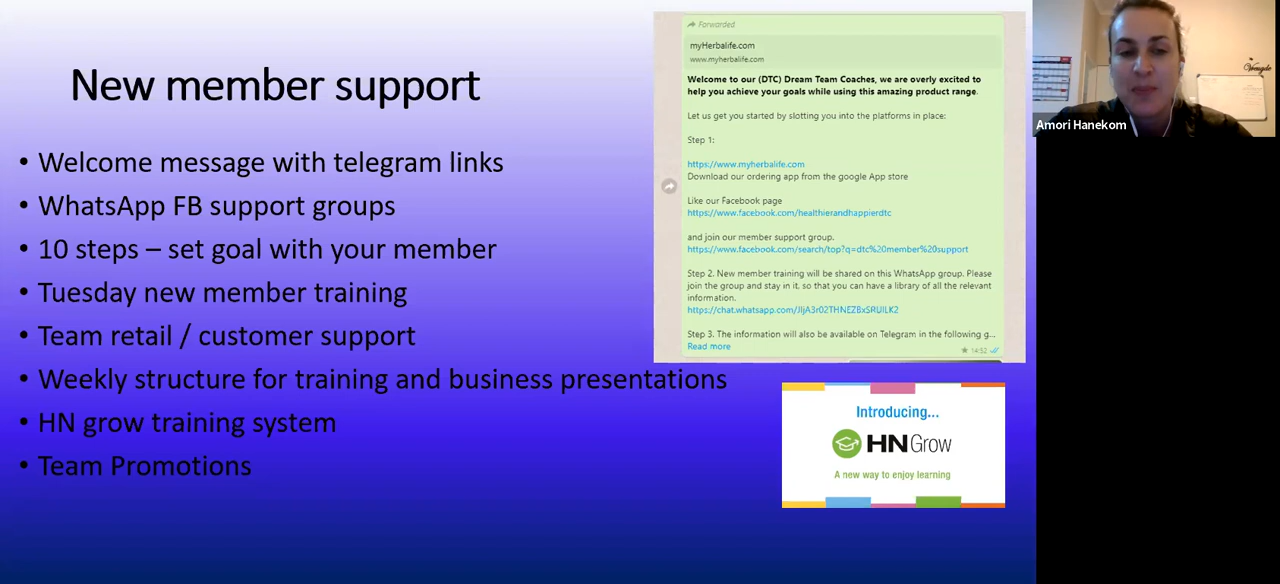 New member support
• Welcome message with telegram links
• WhatsApp FB support groups
• 10 steps – set goal with your member
• Tuesday new member training
• Team retail / customer support
• Weekly structure for training and business presentations
• HN grow training system
• Team Promotions
Forwarded
myHerbalife.com
www.myherbalife.com
Welcome to our (DTC) Dream Team Coaches, we are overly excited to
help you achieve your goals while using this amazing product range.
Let us get you started by slotting you into the platforms in place:
Step 1:
https://www.myherbalife.com
Download our ordering app from the google App store
Like our Facebook page
https://www.facebook.com/healthierandhappierdtc
and join our member support group.
https://www.facebook.com/search/top?q=dtc%20member%20support
Step 2. New member training will be shared on this WhatsApp group. Please
join the group and stay in it, so that you can have a library of all the relevant
information.
https://chat.whatsapp.com/JljA3r02THNEZBxSRUILK2
Step 3. The information will also be available on Telegram in the following g...
Read more
14:52
Introducing...
HN Grow
A new way to enjoy learning
Amori Hanekom